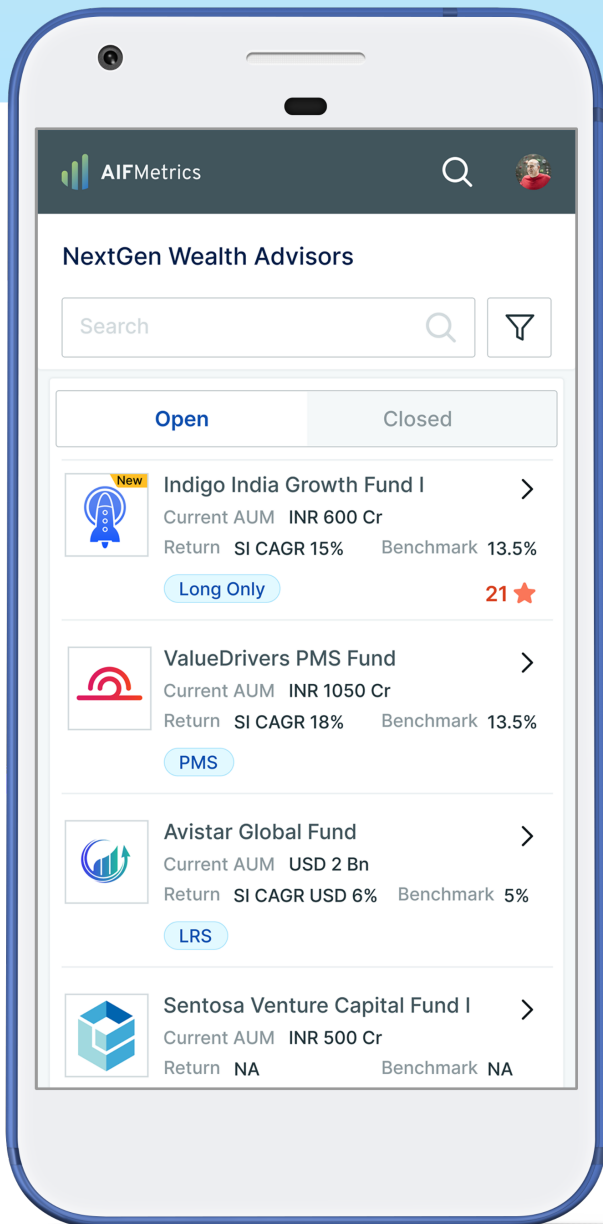 AIFMetrics
NextGen Wealth Advisors
Search
Open Closed
New
Indigo India Growth Fund I
Current AUM INR 600 Cr
Return SI CAGR 15% Benchmark 13.5%
Long Only 21
ValueDrivers PMS Fund
Current AUM INR 1050 Cr
Return SI CAGR 18% Benchmark 13.5%
PMS
Avistar Global Fund
Current AUM USD 2 Bn
Return SI CAGR USD 6% Benchmark 5%
LRS
Sentosa Venture Capital Fund I
Current AUM INR 500 Cr
Return NA Benchmark NA